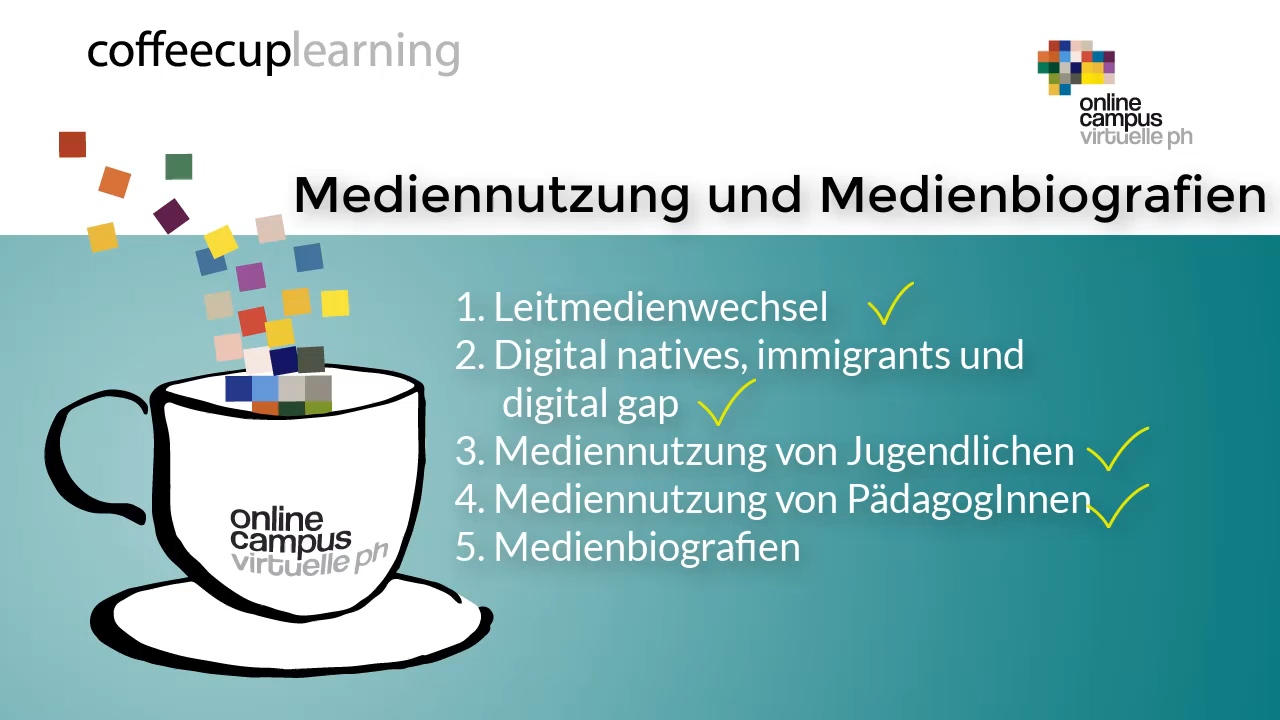 coffeecuplearning
online
campus
virtuelle ph
Mediennutzung und Medienbiografien
1. Leitmedienwechsel
2. Digital natives, immigrants und
digital gap
3. Mediennutzung von Jugendlichen
4. Mediennutzung von PädagogInnen
5. Medienbiografien
online
campus
virtuelle ph